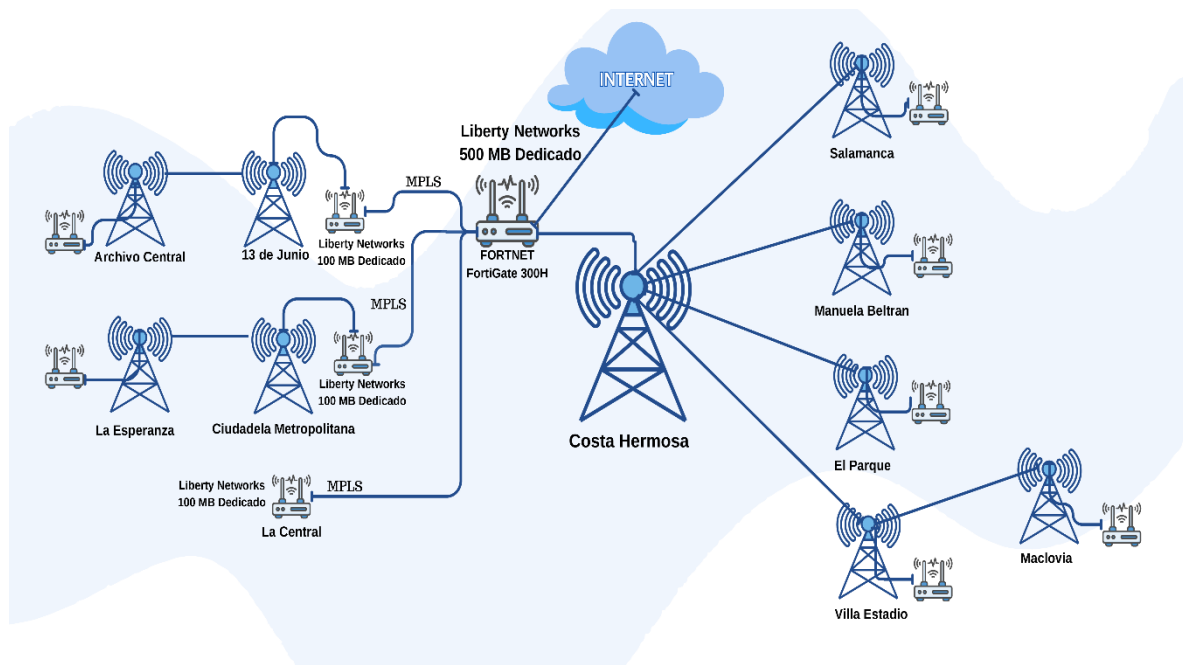 INTERNET
Liberty Networks
500 MB Dedicado
Salamanca
MPLS
Archivo Central
13 de Junio
Liberty Networks
100 MB Dedicado
FORTNET
FortiGate 300H
MPLS
Manuela Beltran
Liberty Networks
100 MB Dedicado
La Esperanza
Ciudadela Metropolitana
Costa Hermosa
El Parque
Liberty Networks
100 MB Dedicado
MPLS
La Central
Maclovia
Villa Estadio